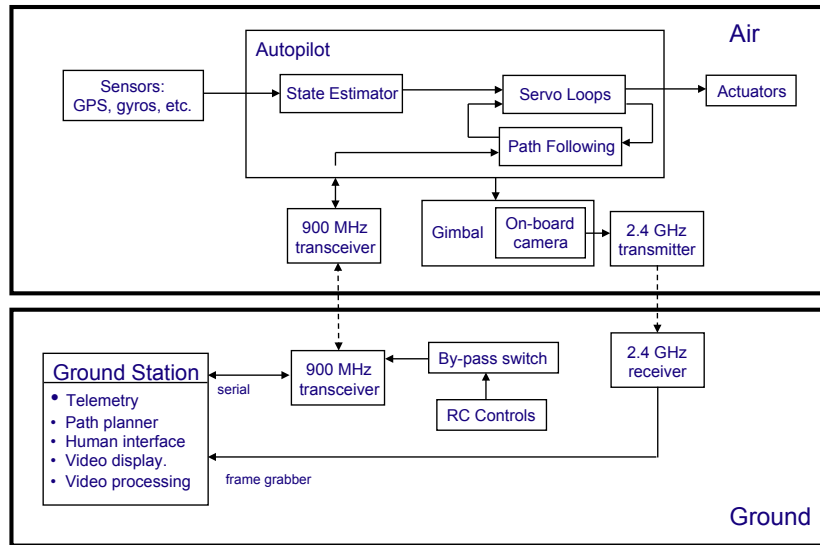 Air
Autopilot
Sensors:
GPS, gyros, etc.
State Estimator
Servo Loops
Actuators
Path Following
900 MHz
transceiver
Gimbal
On-board
camera
2.4 GHz
transmitter
Ground Station
• Telemetry
• Path planner
• Human interface
• Video display.
• Video processing
serial
900 MHz
transceiver
By-pass switch
RC Controls
2.4 GHz
receiver
frame grabber
Ground